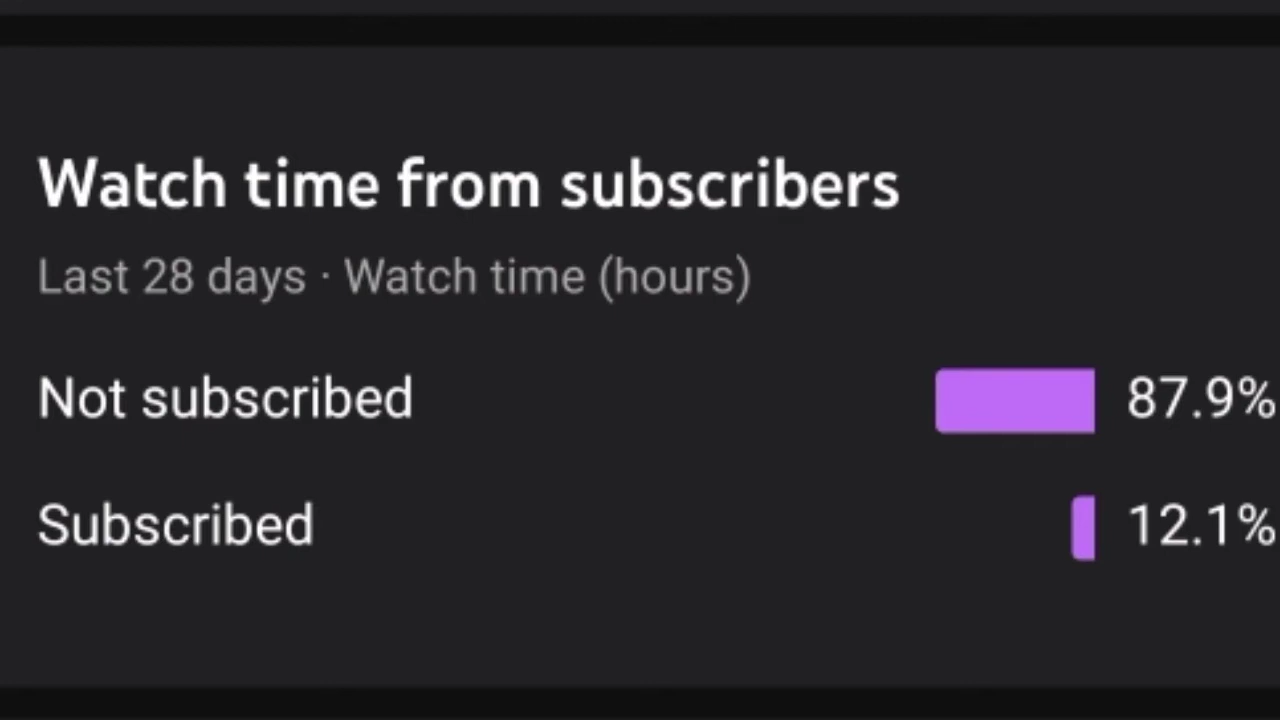 Watch time from subscribers
Last 28 days · Watch time (hours)
Not subscribed 87.9%
Subscribed 12.1%